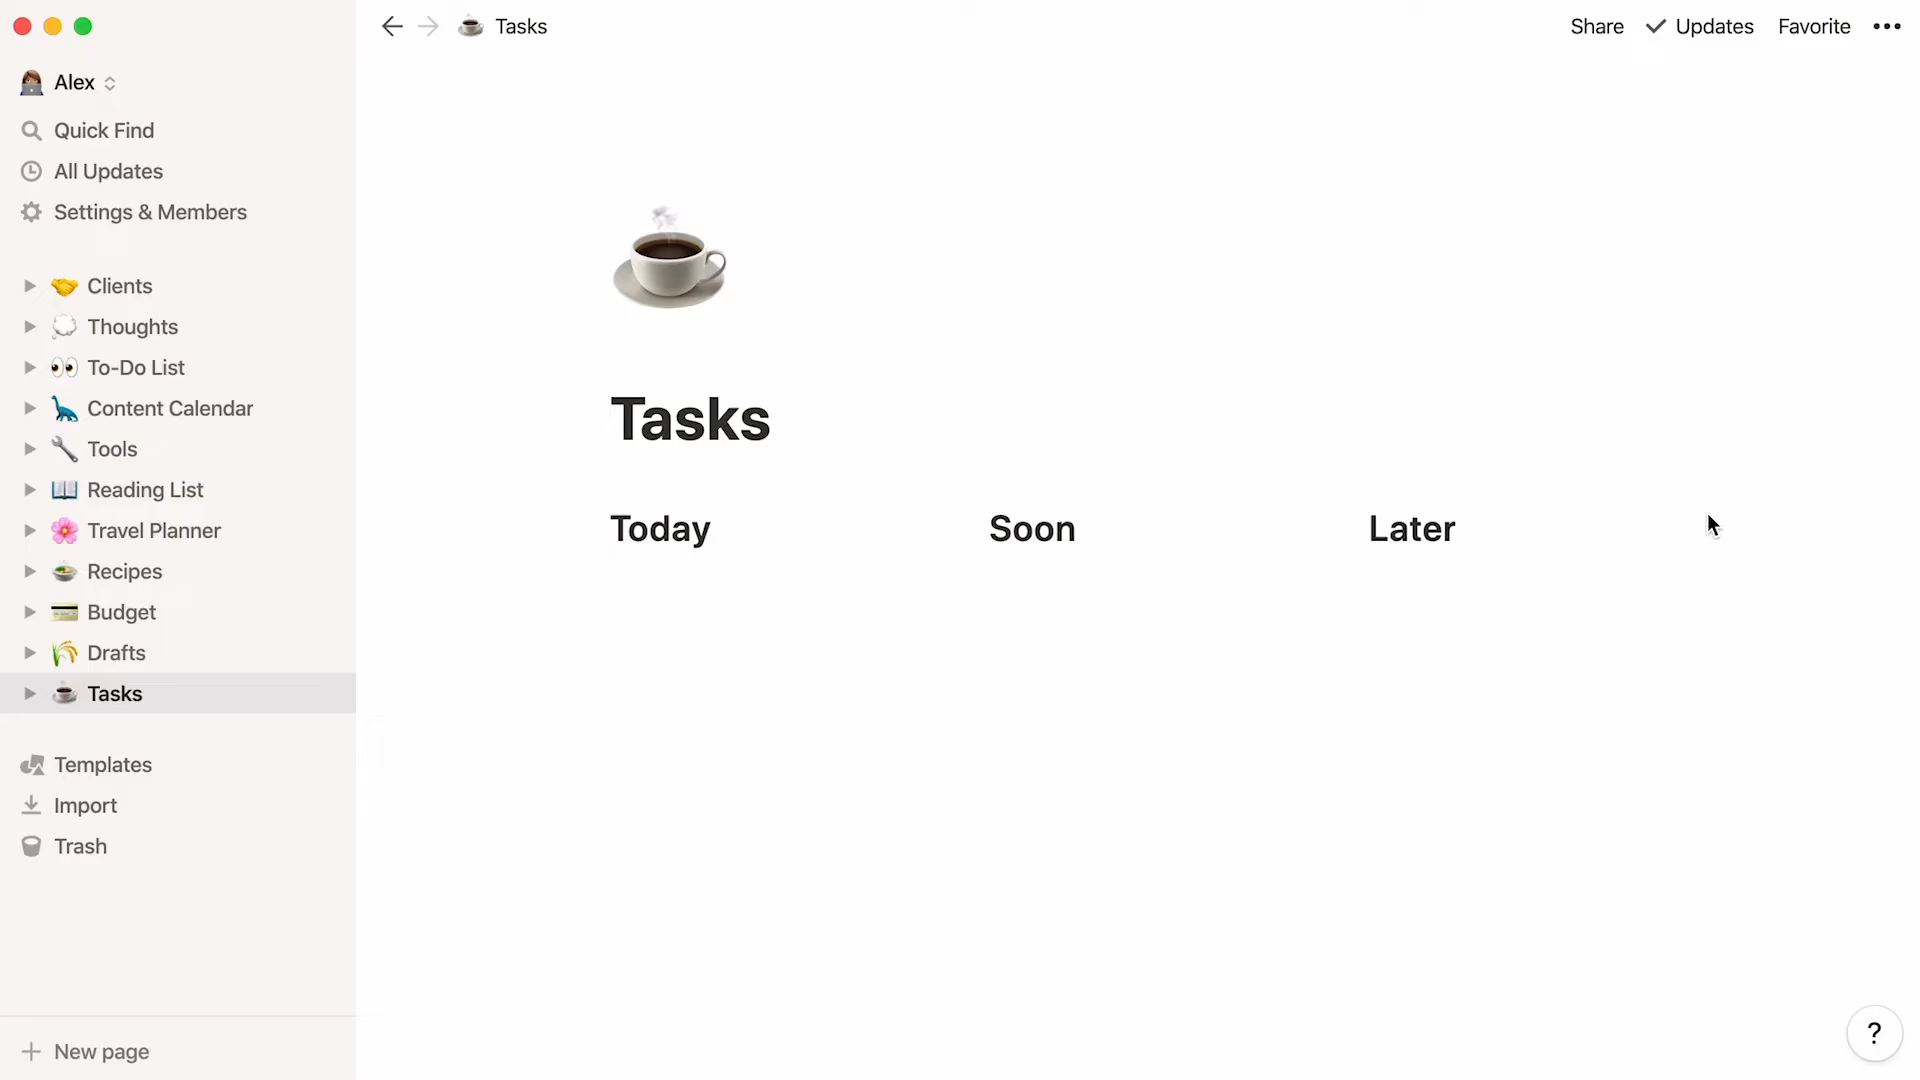 Tasks
Share
Updates
Favorite
Alex
Quick Find
All Updates
Settings & Members
Clients
Thoughts
To-Do List
Content Calendar
Tools
Reading List
Travel Planner
Recipes
Budget
Drafts
Tasks
Templates
Import
Trash
New page
Tasks
Today
Soon
Later
?